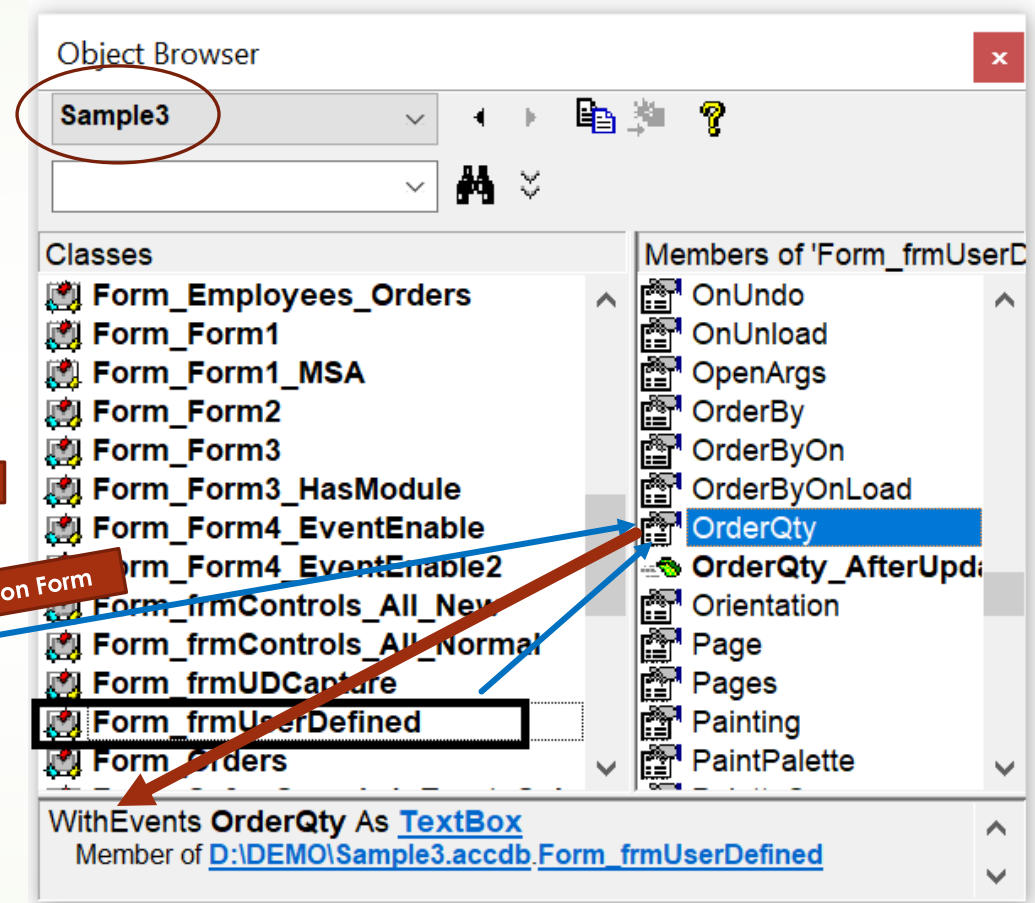 Object Browser
x
Sample3
Classes
Members of 'Form_frmUserD
Form_Employees_Orders
Form_Form1
Form_Form1_MSA
Form_Form2
Form_Form3
Form_Form3_HasModule
Form_Form4_EventEnable
Form_Form4_EventEnable2
Form_frmControls_All_New
Form_frmControls_All_Normal
Form_frmUDCapture
Form_frmUserDefined
Form_Orders
OnUndo
OnUnload
OpenArgs
OrderBy
OrderByOn
OrderByOnLoad
OrderQty
OrderQty_AfterUpda
Orientation
Page
Pages
Painting
PaintPalette
on Form
WithEvents OrderQty As TextBox
Member of D:\DEMO\Sample3.accdb.Form_frmUserDefined